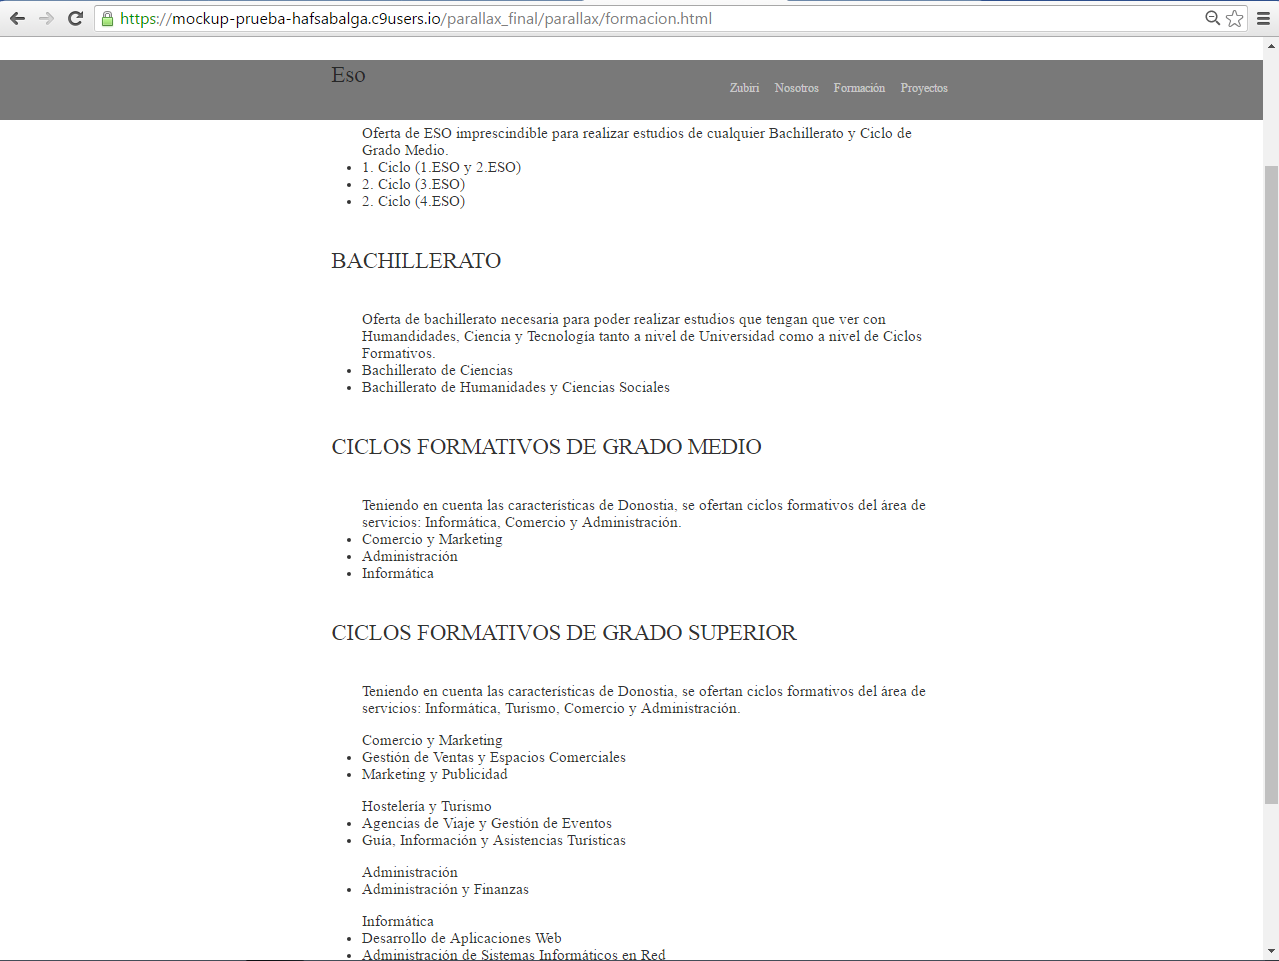 https://mockup-prueba-hafsabalga.c9users.io/parallax_final/parallax/formacion.html
Eso
Zubiri Nosotros Formación Proyectos
Oferta de ESO imprescindible para realizar estudios de cualquier Bachillerato y Ciclo de
Grado Medio.
• 1. Ciclo (1.ESO y 2.ESO)
• 2. Ciclo (3.ESO)
• 2. Ciclo (4.ESO)
BACHILLERATO
Oferta de bachillerato necesaria para poder realizar estudios que tengan que ver con
Humandidades, Ciencia y Tecnología tanto a nivel de Universidad como a nivel de Ciclos
Formativos.
• Bachillerato de Ciencias
• Bachillerato de Humanidades y Ciencias Sociales
CICLOS FORMATIVOS DE GRADO MEDIO
Teniendo en cuenta las características de Donostia, se ofertan ciclos formativos del área de
servicios: Informática, Comercio y Administración.
• Comercio y Marketing
• Administración
• Informática
CICLOS FORMATIVOS DE GRADO SUPERIOR
Teniendo en cuenta las características de Donostia, se ofertan ciclos formativos del área de
servicios: Informática, Turismo, Comercio y Administración.
Comercio y Marketing
• Gestión de Ventas y Espacios Comerciales
• Marketing y Publicidad
Hostelería y Turismo
• Agencias de Viaje y Gestión de Eventos
• Guía, Información y Asistencias Turísticas
Administración
• Administración y Finanzas
Informática
• Desarrollo de Aplicaciones Web
• Administración de Sistemas Informáticos en Red